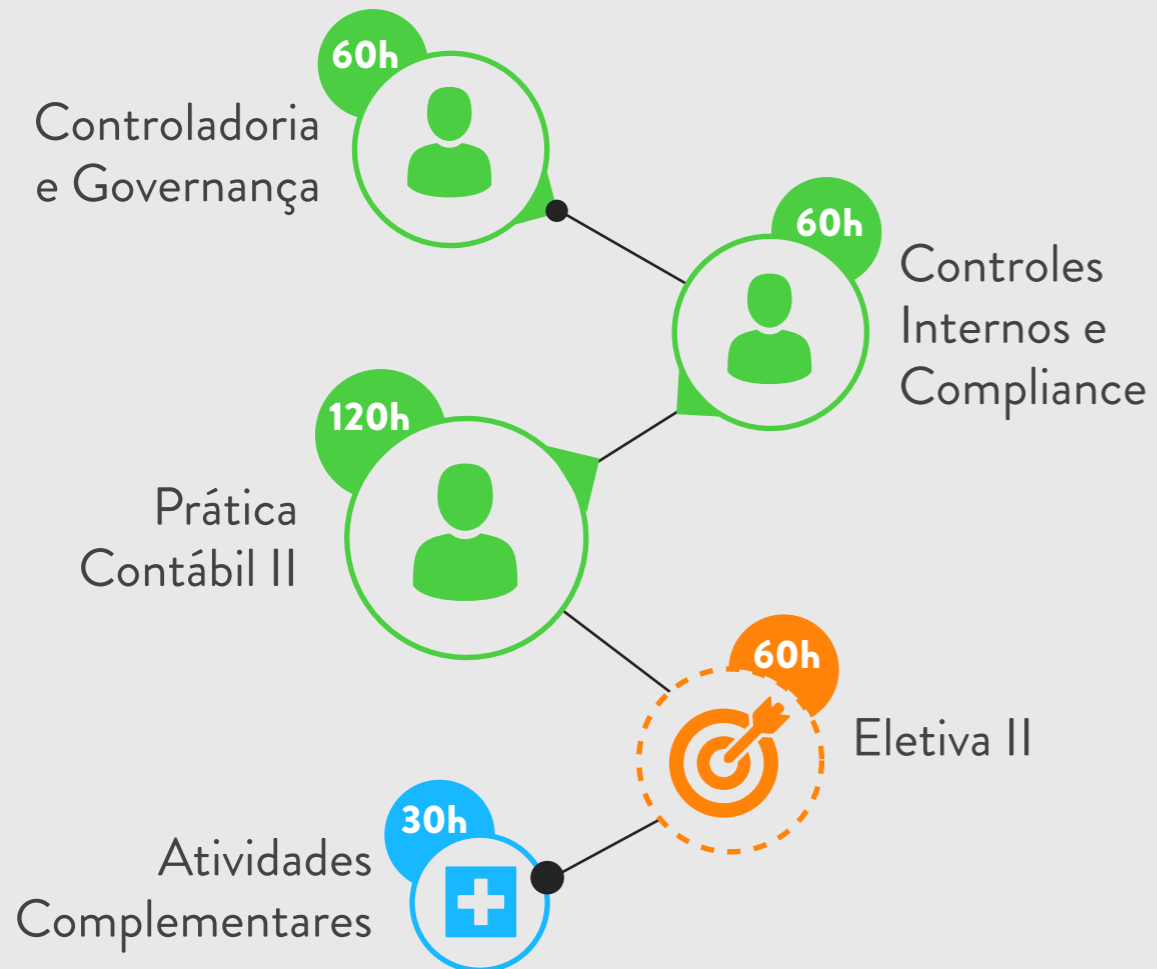 60h
Controladoria
e Governança
60h
Controles
Internos e
Compliance
120h
Prática
Contábil II
60h
Eletiva II
30h
Atividades
Complementares